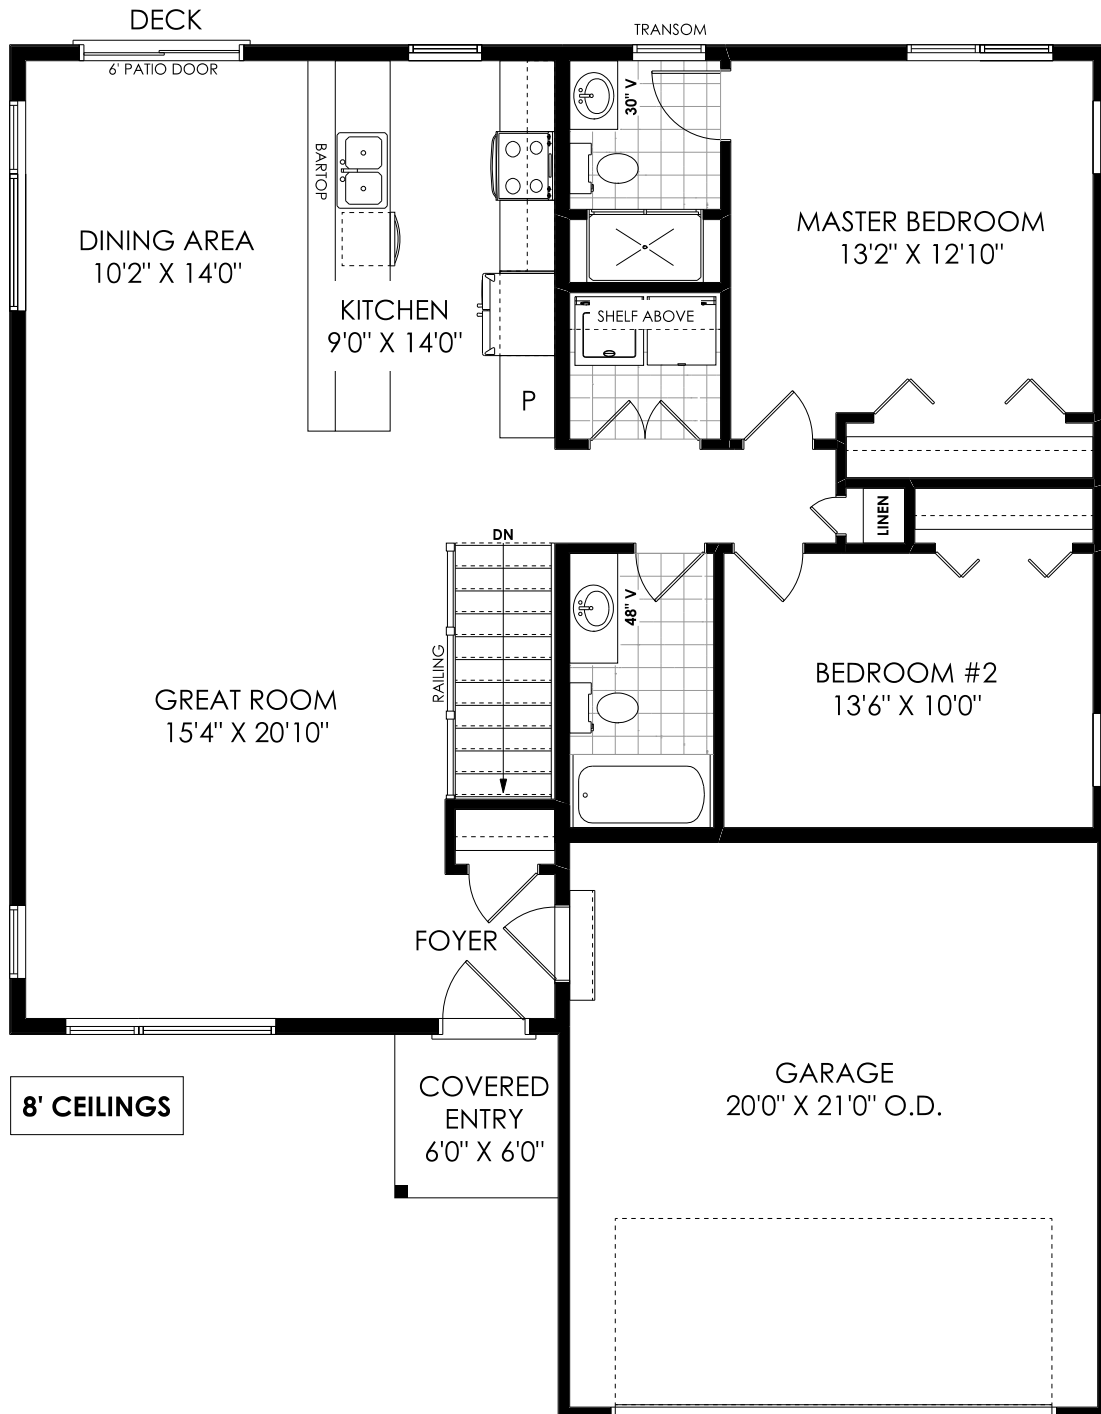 DECK
6' PATIO DOOR
TRANSOM
30" V
BARTOP
DINING AREA
10'2" X 14'0"
KITCHEN
9'0" X 14'0"
P
SHELF ABOVE
MASTER BEDROOM
13'2" X 12'10"
LINEN
DN
RAILING
48" V
GREAT ROOM
15'4" X 20'10"
BEDROOM #2
13'6" X 10'0"
FOYER
8' CEILINGS
COVERED
ENTRY
6'0" X 6'0"
GARAGE
20'0" X 21'0" O.D.